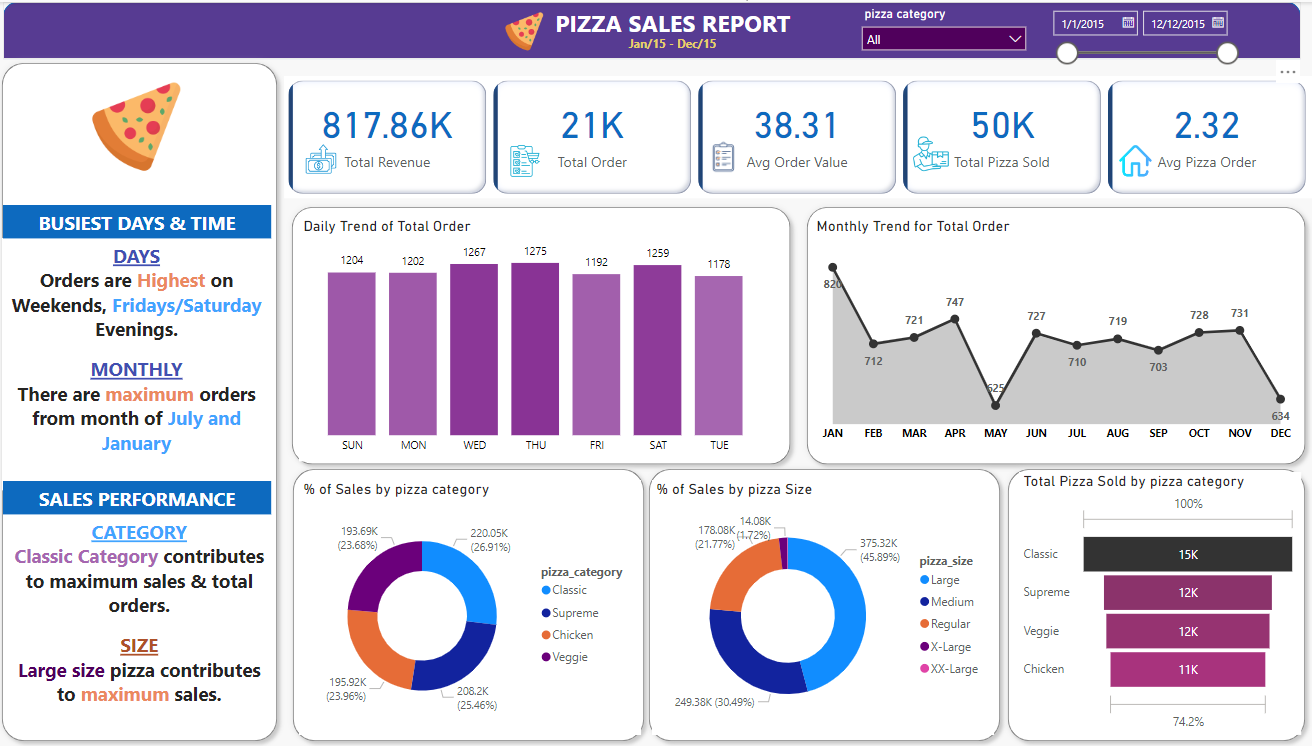 PIZZA SALES REPORT
Jan/15 - Dec/15
pizza category
All
1/1/2015
12/12/2015
BUSIEST DAYS & TIME
DAYS
Orders are Highest on
Weekends, Fridays/Saturday
Evenings.
MONTHLY
There are maximum orders
from month of July and
January
SALES PERFORMANCE
CATEGORY
Classic Category contributes
to maximum sales & total
orders.
SIZE
Large size pizza contributes
to maximum sales.
817.86K
Total Revenue
21K
Total Order
38.31
Avg Order Value
50K
Total Pizza Sold
2.32
Avg Pizza Order
Daily Trend of Total Order
1204
1202
1267
1275
1192
1259
1178
SUN
MON
WED
THU
FRI
SAT
TUE
Monthly Trend for Total Order
820
712
721
747
625
727
710
719
703
728
731
634
JAN
FEB
MAR
APR
MAY
JUN
JUL
AUG
SEP
OCT
NOV
DEC
% of Sales by pizza category
193.69K
(23.68%)
220.05K
(26.91%)
195.92K
(23.96%)
208.2K
(25.46%)
pizza_category
Classic
Supreme
Chicken
Veggie
% of Sales by pizza Size
14.08K
(1.72%)
178.08K
(21.77%)
375.32K
(45.89%)
249.38K (30.49%)
pizza_size
Large
Medium
Regular
X-Large
XX-Large
Total Pizza Sold by pizza category
100%
Classic
15K
Supreme
12K
Veggie
12K
Chicken
11K
74.2%